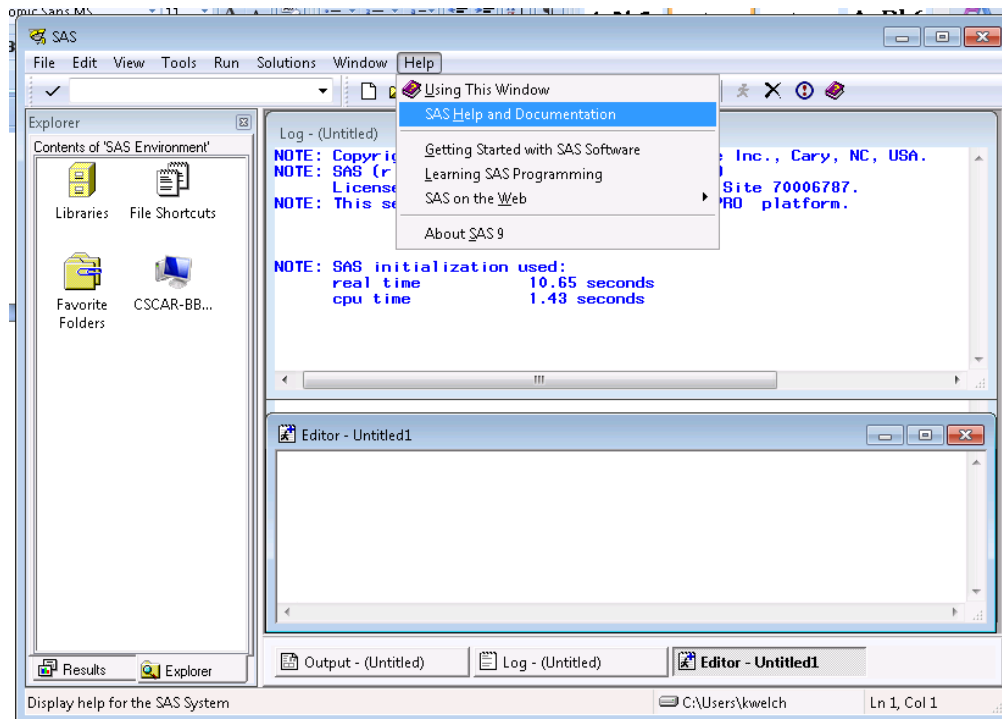 omic Sans MS 11 A A
SAS
File Edit View Tools Run Solutions Window Help
Using This Window
SAS Help and Documentation
Getting Started with SAS Software
Learning SAS Programming
SAS on the Web
About SAS 9
Explorer
Contents of 'SAS Environment'
Libraries File Shortcuts
Favorite Folders
CSCAR-BB...
Log - (Untitled)
NOTE: Copyrig e Inc., Cary, NC, USA.
NOTE: SAS (r
License Site 70006787.
NOTE: This se PRO platform.
NOTE: SAS initialization used:
real time 10.65 seconds
cpu time 1.43 seconds
Editor - Untitled1
Results Explorer
Output - (Untitled) Log - (Untitled) Editor - Untitled1
Display help for the SAS System C:\Users\kwelch Ln 1, Col 1